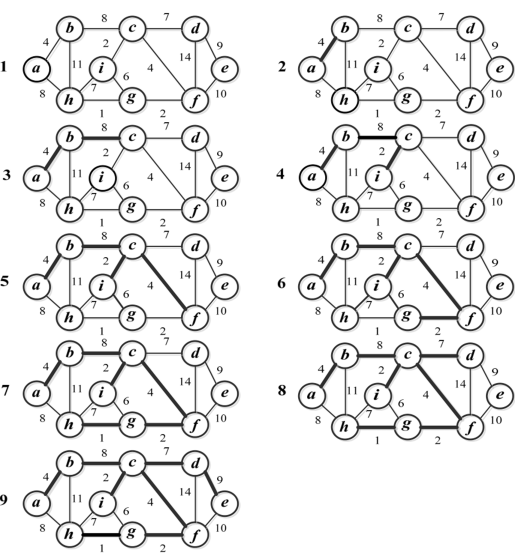 8 7
b c d
4 2 9
1 a 11 i 4 14 e
8 7 6 10
h g f
1 2
8 7
b c d
4 2 9
2 a 11 i 4 14 e
8 7 6 10
h g f
1 2
8 7
b c d
4 2 9
3 a 11 i 4 14 e
8 7 6 10
h g f
1 2
8 7
b c d
4 2 9
4 a 11 i 4 14 e
8 7 6 10
h g f
1 2
8 7
b c d
4 2 9
5 a 11 i 4 14 e
8 7 6 10
h g f
1 2
8 7
b c d
4 2 9
6 a 11 i 4 14 e
8 7 6 10
h g f
1 2
8 7
b c d
4 2 9
7 a 11 i 4 14 e
8 7 6 10
h g f
1 2
8 7
b c d
4 2 9
8 a 11 i 4 14 e
8 7 6 10
h g f
1 2
8 7
b c d
4 2 9
9 a 11 i 4 14 e
8 7 6 10
h g f
1 2